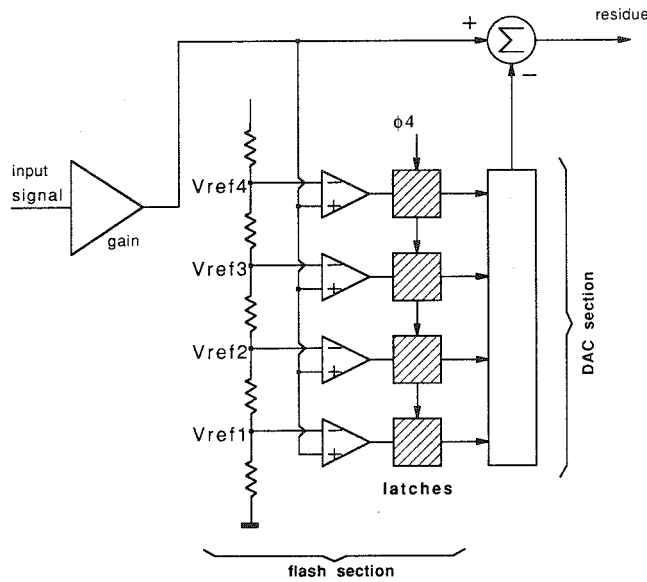 residue
+
Σ
−
ϕ4
input
signal
gain
Vref4
−
+
Vref3
−
+
Vref2
−
+
Vref1
−
+
DAC section
latches
flash section